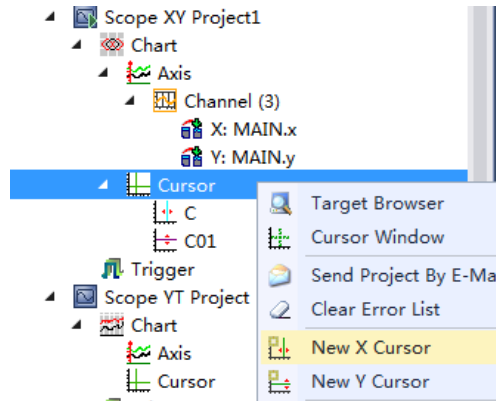 Scope XY Project1
Chart
Axis
Channel (3)
X: MAIN.x
Y: MAIN.y
Cursor
C
C01
Trigger
Scope YT Project
Chart
Axis
Cursor
Target Browser
Cursor Window
Send Project By E-Ma
Clear Error List
New X Cursor
New Y Cursor